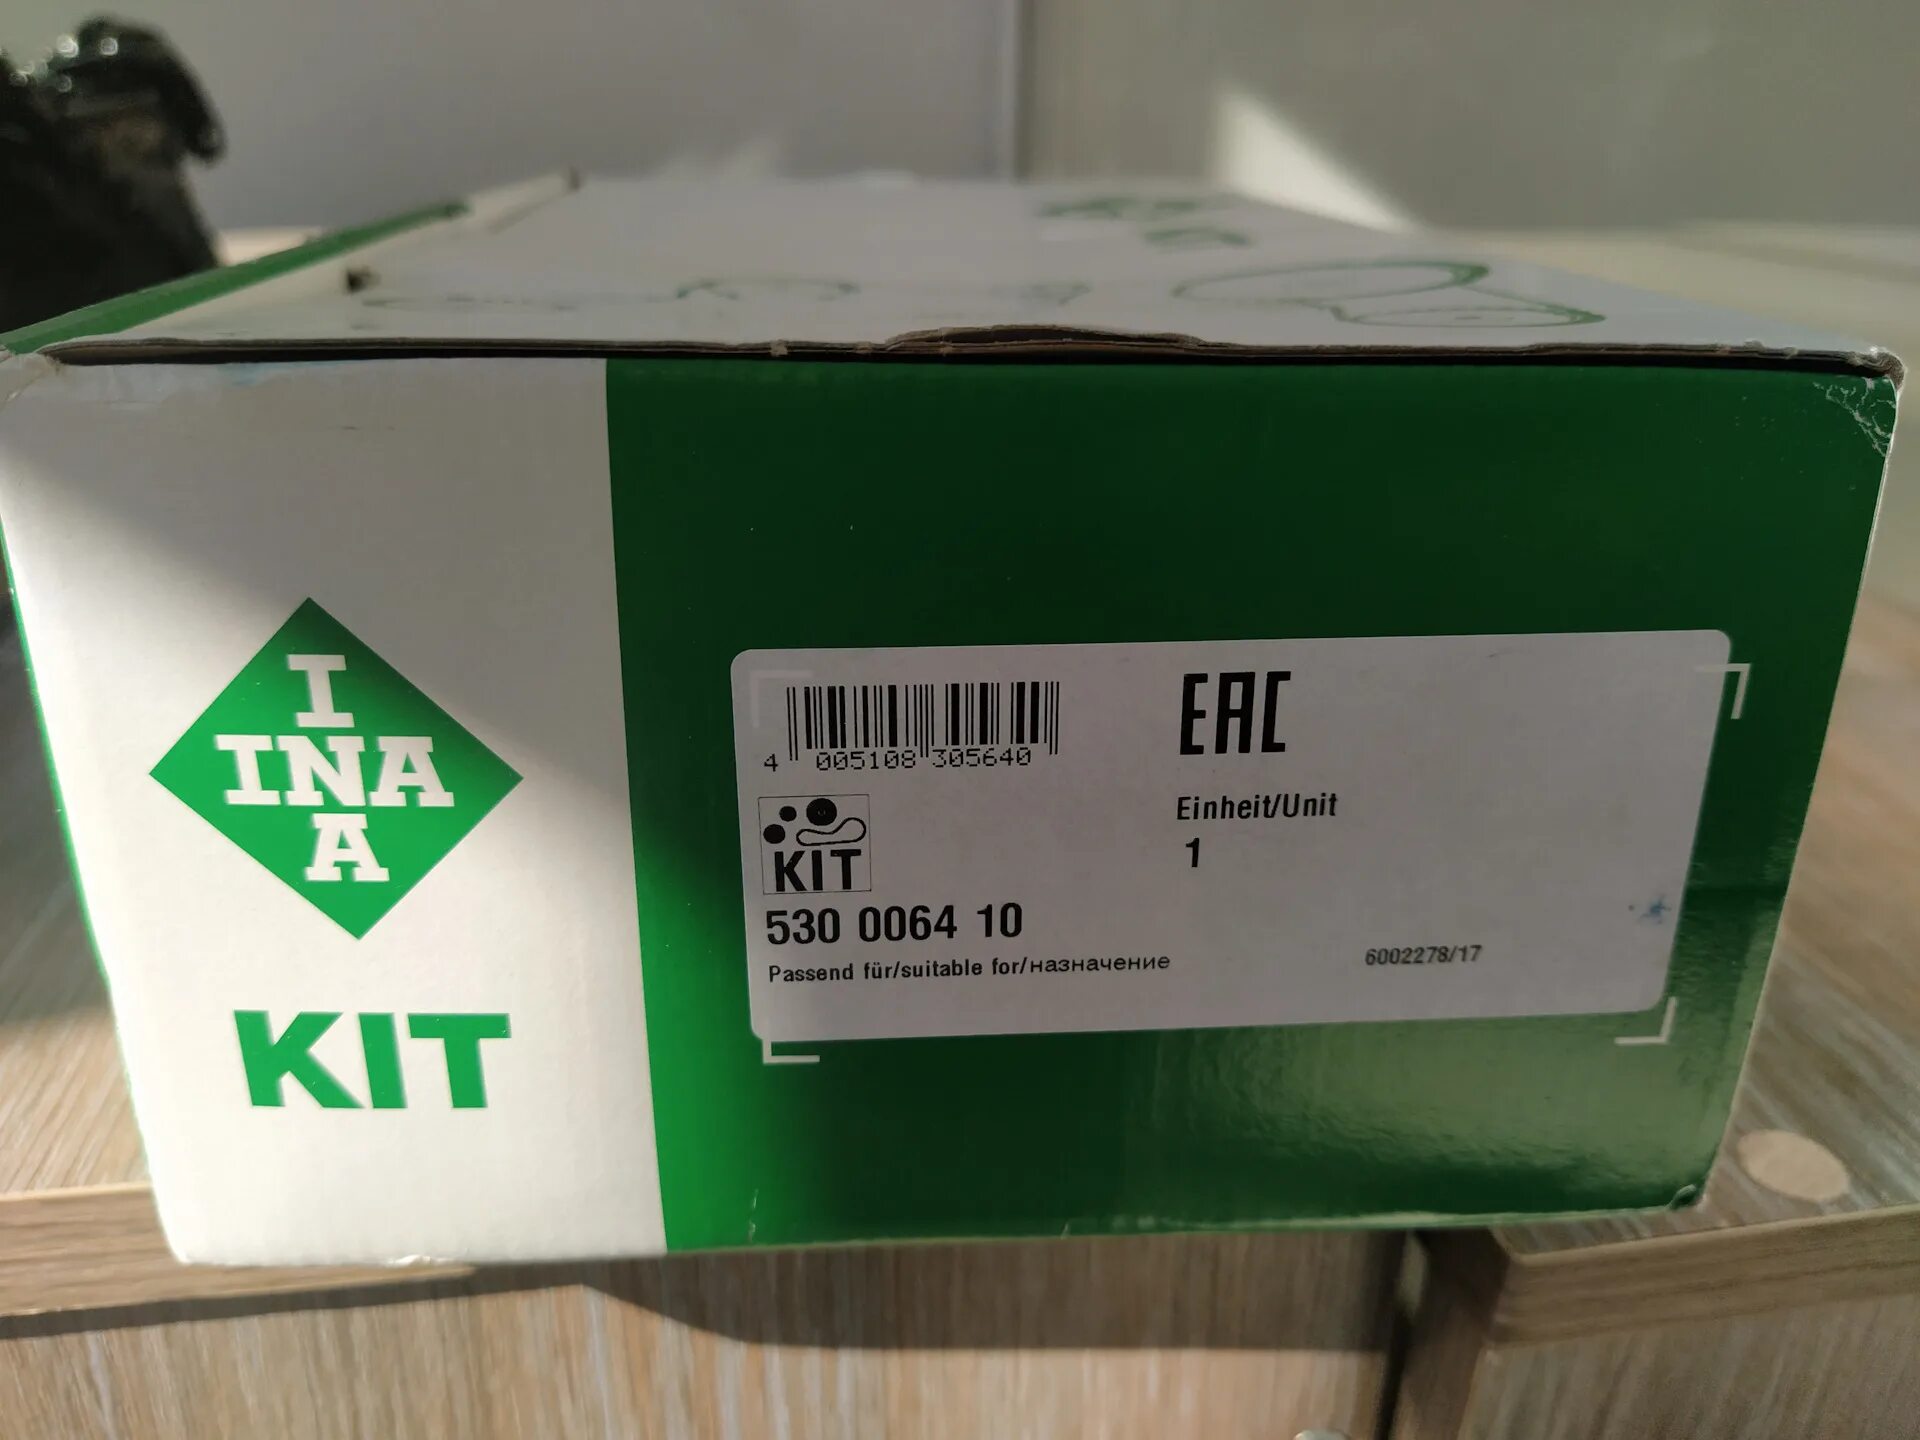 I
INA
A
KIT
4 005108 305640
EAC
KIT
Einheit/Unit
1
530 0064 10
Passend für/suitable for/назначение
6002278/17